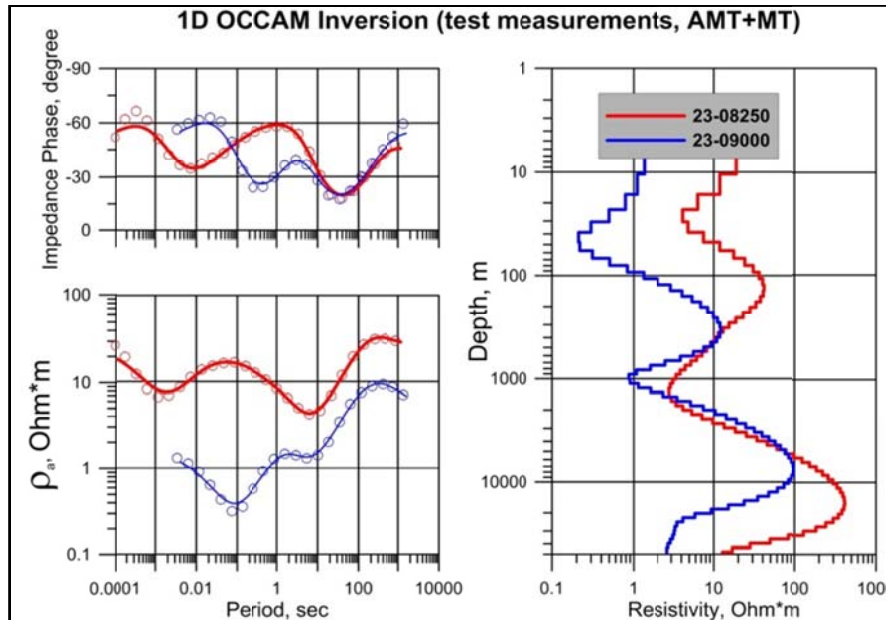 1D OCCAM Inversion (test measurements, AMT+MT)
Impedance Phase, degree
-90
-60
-30
0
ρa, Ohm*m
100
10
1
0.1
0.0001 0.01 1 100 10000
Period, sec
23-08250
23-09000
Depth, m
1
10
100
1000
10000
0.1 1 10 100 100
Resistivity, Ohm*m